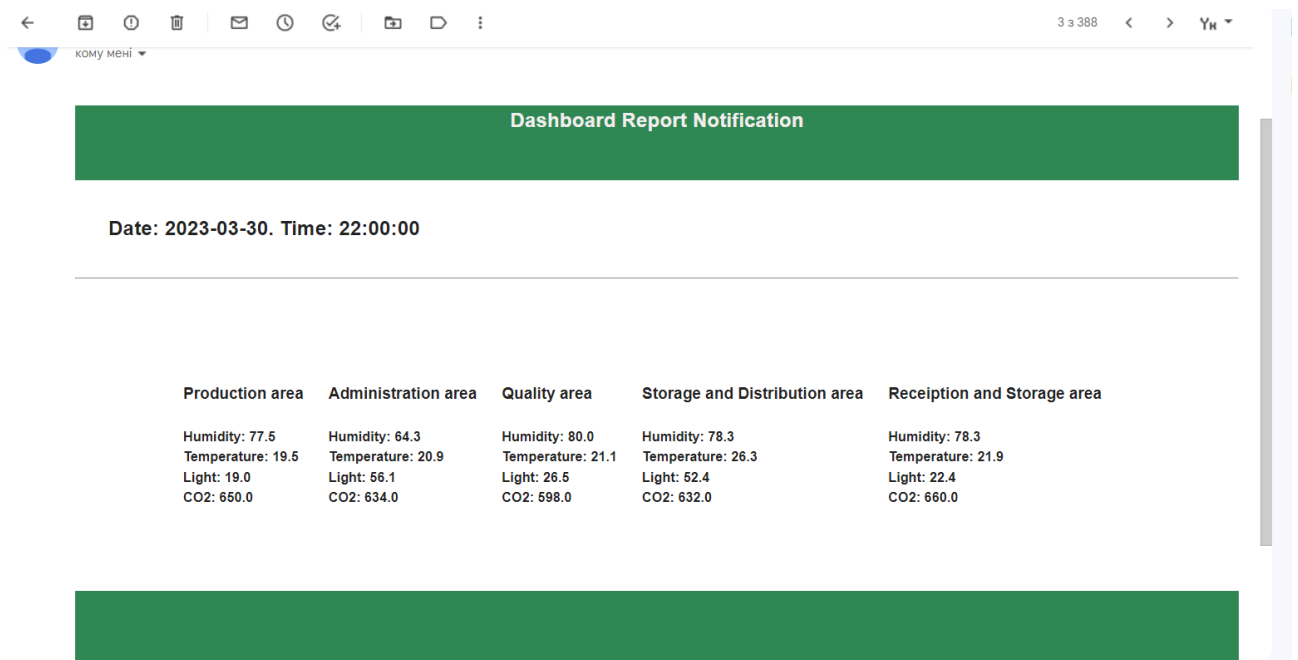 3 з 388
Ун
кому мені
Dashboard Report Notification
Date: 2023-03-30. Time: 22:00:00
Production area
Administration area
Quality area
Storage and Distribution area
Receiption and Storage area
Humidity: 77.5
Humidity: 64.3
Humidity: 80.0
Humidity: 78.3
Humidity: 78.3
Temperature: 19.5
Temperature: 20.9
Temperature: 21.1
Temperature: 26.3
Temperature: 21.9
Light: 19.0
Light: 56.1
Light: 26.5
Light: 52.4
Light: 22.4
CO2: 650.0
CO2: 634.0
CO2: 598.0
CO2: 632.0
CO2: 660.0